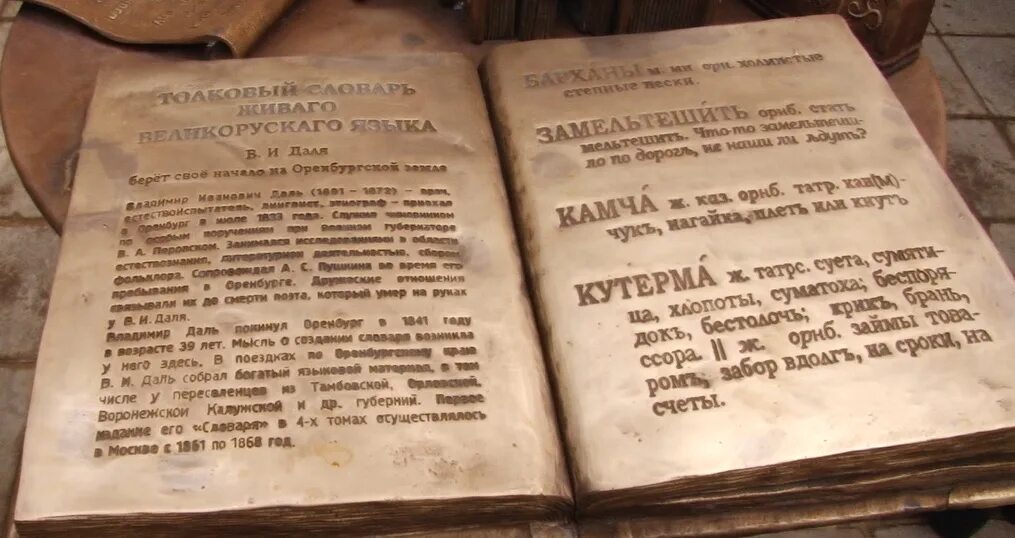 ТОЛКОВЫЙ СЛОВАРЬ
ЖИВАГО
ВЕЛИКОРУСКАГО ЯЗЫКА
В. И Даля
берёт своё начало на Оренбургской земле
Владимир Иванович Даль (1801 - 1872) - врач,
естествоиспытатель, лингвист, этнограф - приехал
в Оренбург в июле 1833 года. Служил чиновником
по особым поручениям при военном губернаторе
В. А. Перовском. Занимался исследованиями в области
естествознания, литературной деятельностью, сбором
фольклора. Сопровождал А. С. Пушкина во время его
пребывания в Оренбурге. Дружеские отношения
связывали их до смерти поэта, который умер на руках
у В. И. Даля.
Владимир Даль покинул Оренбург в 1841 году
в возрасте 39 лет. Мысль о создании словаря возникла
у него здесь. В поездках по Оренбургскому краю
В. И. Даль собрал богатый языковой материал, в том
числе у переселенцев из Тамбовской, Орловской,
Воронежской Калужской и др. губерний. Первое
издание его «Словаря» в 4-х томах осуществлялось
в Москве с 1861 по 1868 год.
БАРХА́НЫ м. мн орн. холмистые
степные пески.
ЗАМЕЛЬТЕШИ́ТЬ орнб. стать
мельтешить. Что-то замельтеши-
ло по дорогѣ, не наши ли ѣдутъ?
КАМЧА́ ж. каз. орнб. татр. кан(м)-
чукъ, нагайка, плеть или кнутъ
КУТЕРМА́ ж. татрс. суета, сумяти-
ца, хлопоты, суматоха; беспоря-
докъ, бестолочь; крикъ, брань,
ссора. || ж. орнб. займы това-
ромъ; забор вдолгъ, на сроки, на
счеты.